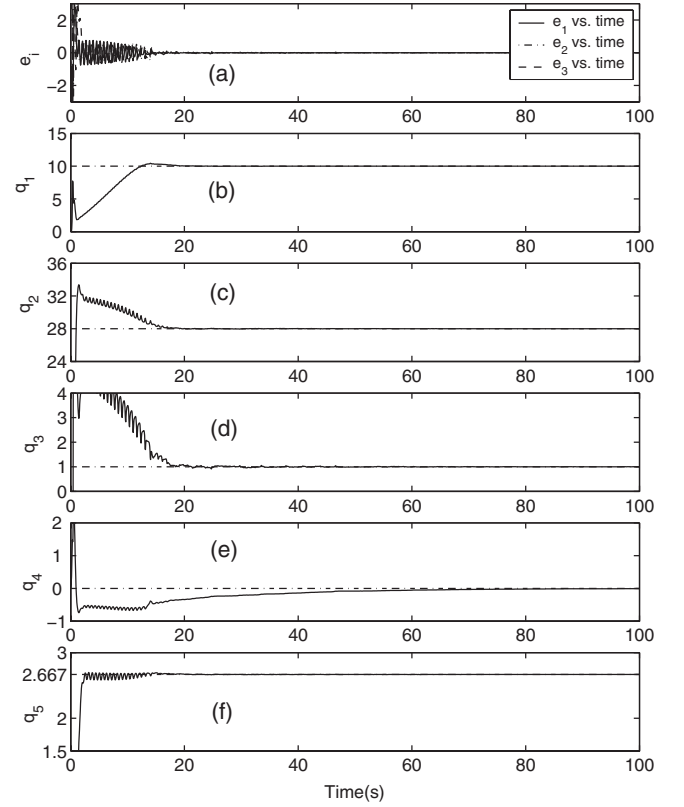 2
0
−2
e_i
(a)
e_1 vs. time
e_2 vs. time
e_3 vs. time
0 20 40 60 80 100
15
10
5
0
q_1
(b)
0 20 40 60 80 100
36
32
28
24
q_2
(c)
0 20 40 60 80 100
4
3
2
1
0
q_3
(d)
0 20 40 60 80 100
2
1
0
−1
q_4
(e)
0 20 40 60 80 100
3
2.667
2
1.5
q_5
(f)
0 20 40 60 80 100
Time(s)